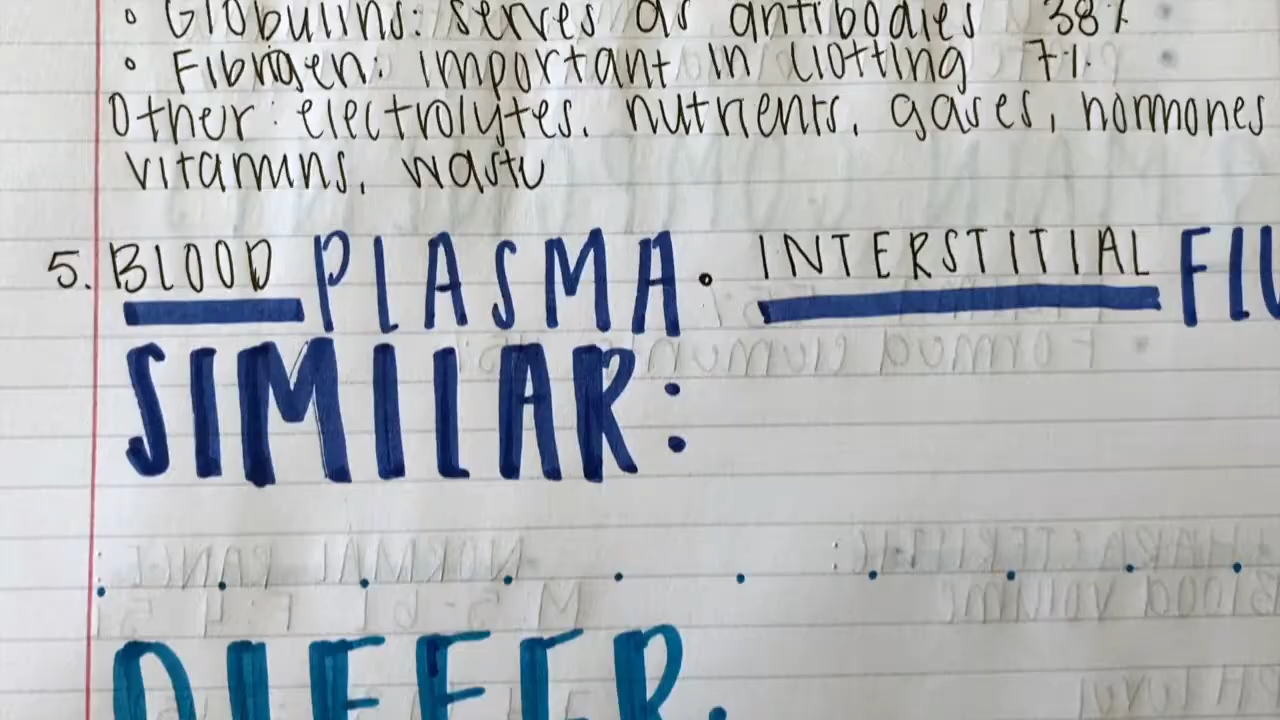 • Globulins: serves as antibodies 38%
• Fibrigen: important in clotting 7%.
Other: electrolytes, nutrients, gases, hormones
vitamins, waste
5. BLOOD PLASMA. INTERSTITIAL FLU
SIMILAR:
DIFFER: